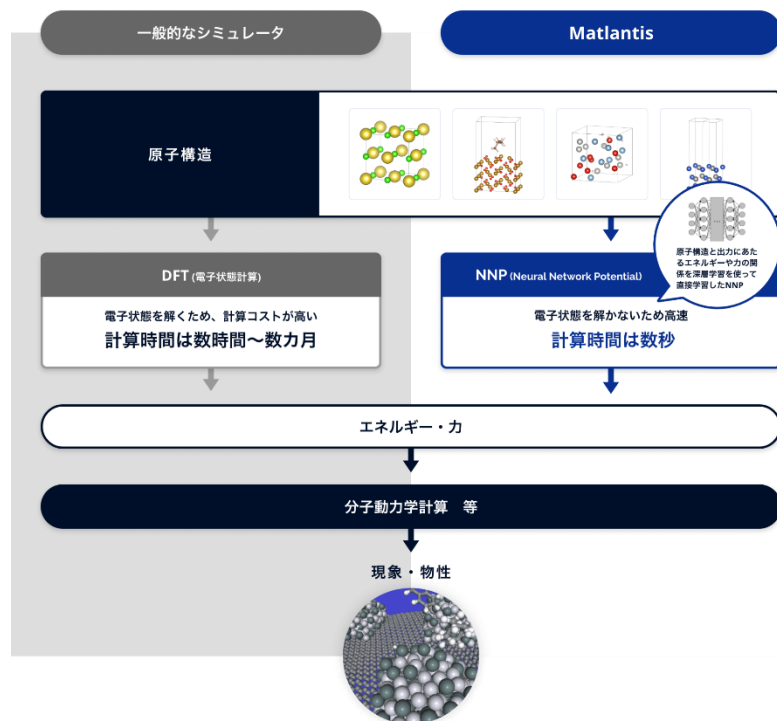 一般的なシミュレータ
Matlantis
原子構造
原子構造と出力にあた
るエネルギーや力の関
係を深層学習を使って
直接学習したNNP
DFT (電子状態計算)
電子状態を解くため、計算コストが高い
計算時間は数時間〜数カ月
NNP (Neural Network Potential)
電子状態を解かないため高速
計算時間は数秒
エネルギー・力
分子動力学計算 等
現象・物性